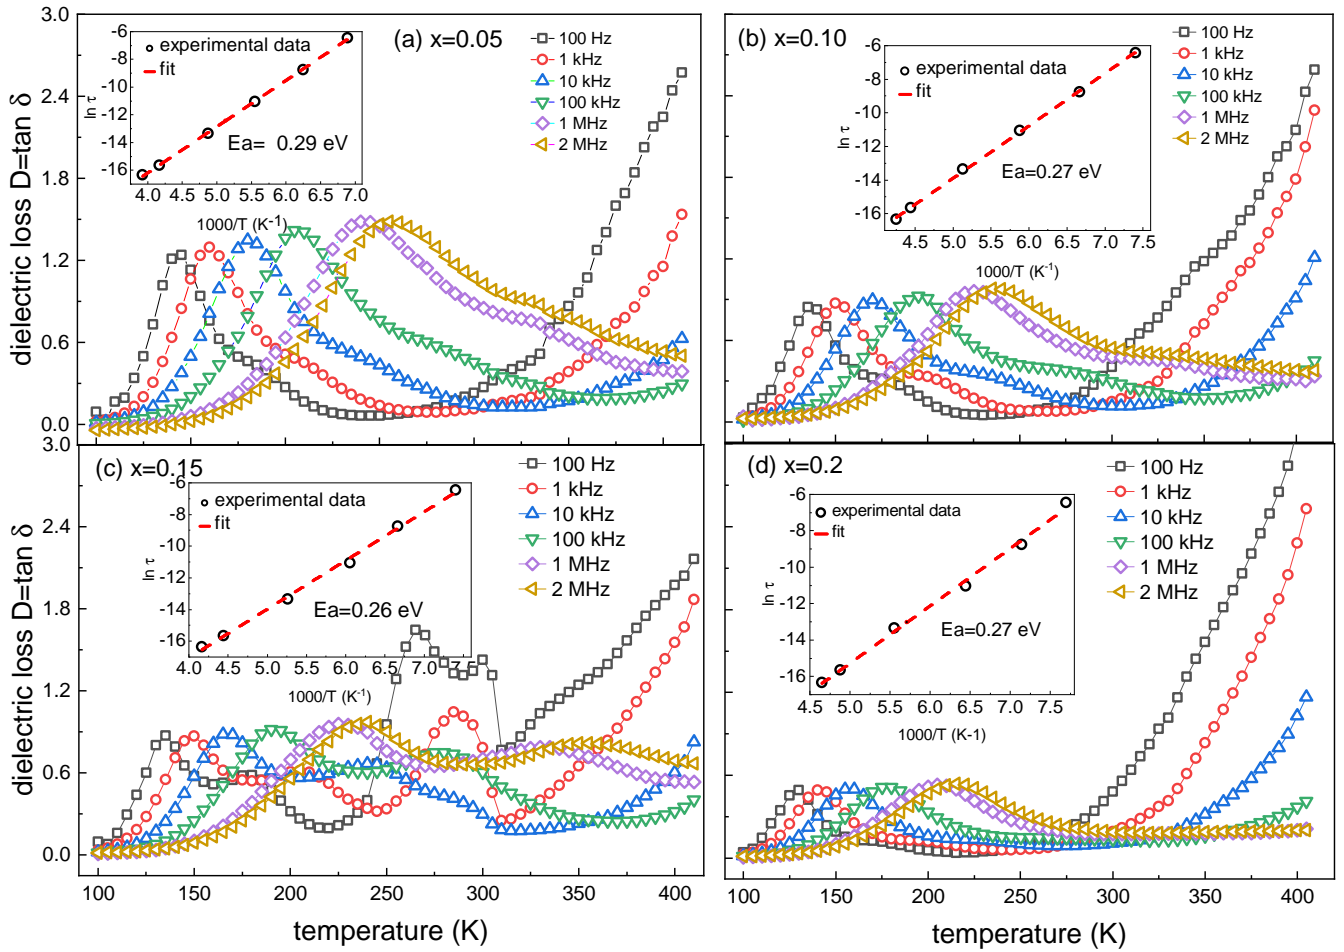 (a) x=0.05
dielectric loss D=tan δ
3.0
2.4
1.8
1.2
0.6
0.0
100 Hz
1 kHz
10 kHz
100 kHz
1 MHz
2 MHz
experimental data
fit
Ea= 0.29 eV
ln τ
-6
-8
-10
-12
-14
-16
4.0 4.5 5.0 5.5 6.0 6.5 7.0
1000/T (K-1)
(b) x=0.10
100 Hz
1 kHz
10 kHz
100 kHz
1 MHz
2 MHz
experimental data
fit
Ea=0.27 eV
ln τ
-6
-8
-10
-12
-14
-16
4.5 5.0 5.5 6.0 6.5 7.0 7.5
1000/T (K-1)
(c) x=0.15
dielectric loss D=tan δ
3.0
2.4
1.8
1.2
0.6
0.0
100 Hz
1 kHz
10 kHz
100 kHz
1 MHz
2 MHz
experimental data
fit
Ea=0.26 eV
ln τ
-6
-8
-10
-12
-14
-16
4.0 4.5 5.0 5.5 6.0 6.5 7.0 7.5
1000/T (K-1)
100 150 200 250 300 350 400
temperature (K)
(d) x=0.2
100 Hz
1 kHz
10 kHz
100 kHz
1 MHz
2 MHz
experimental data
fit
Ea=0.27 eV
ln τ
-6
-8
-10
-12
-14
-16
4.5 5.0 5.5 6.0 6.5 7.0 7.5
1000/T (K-1)
100 150 200 250 300 350 400
temperature (K)